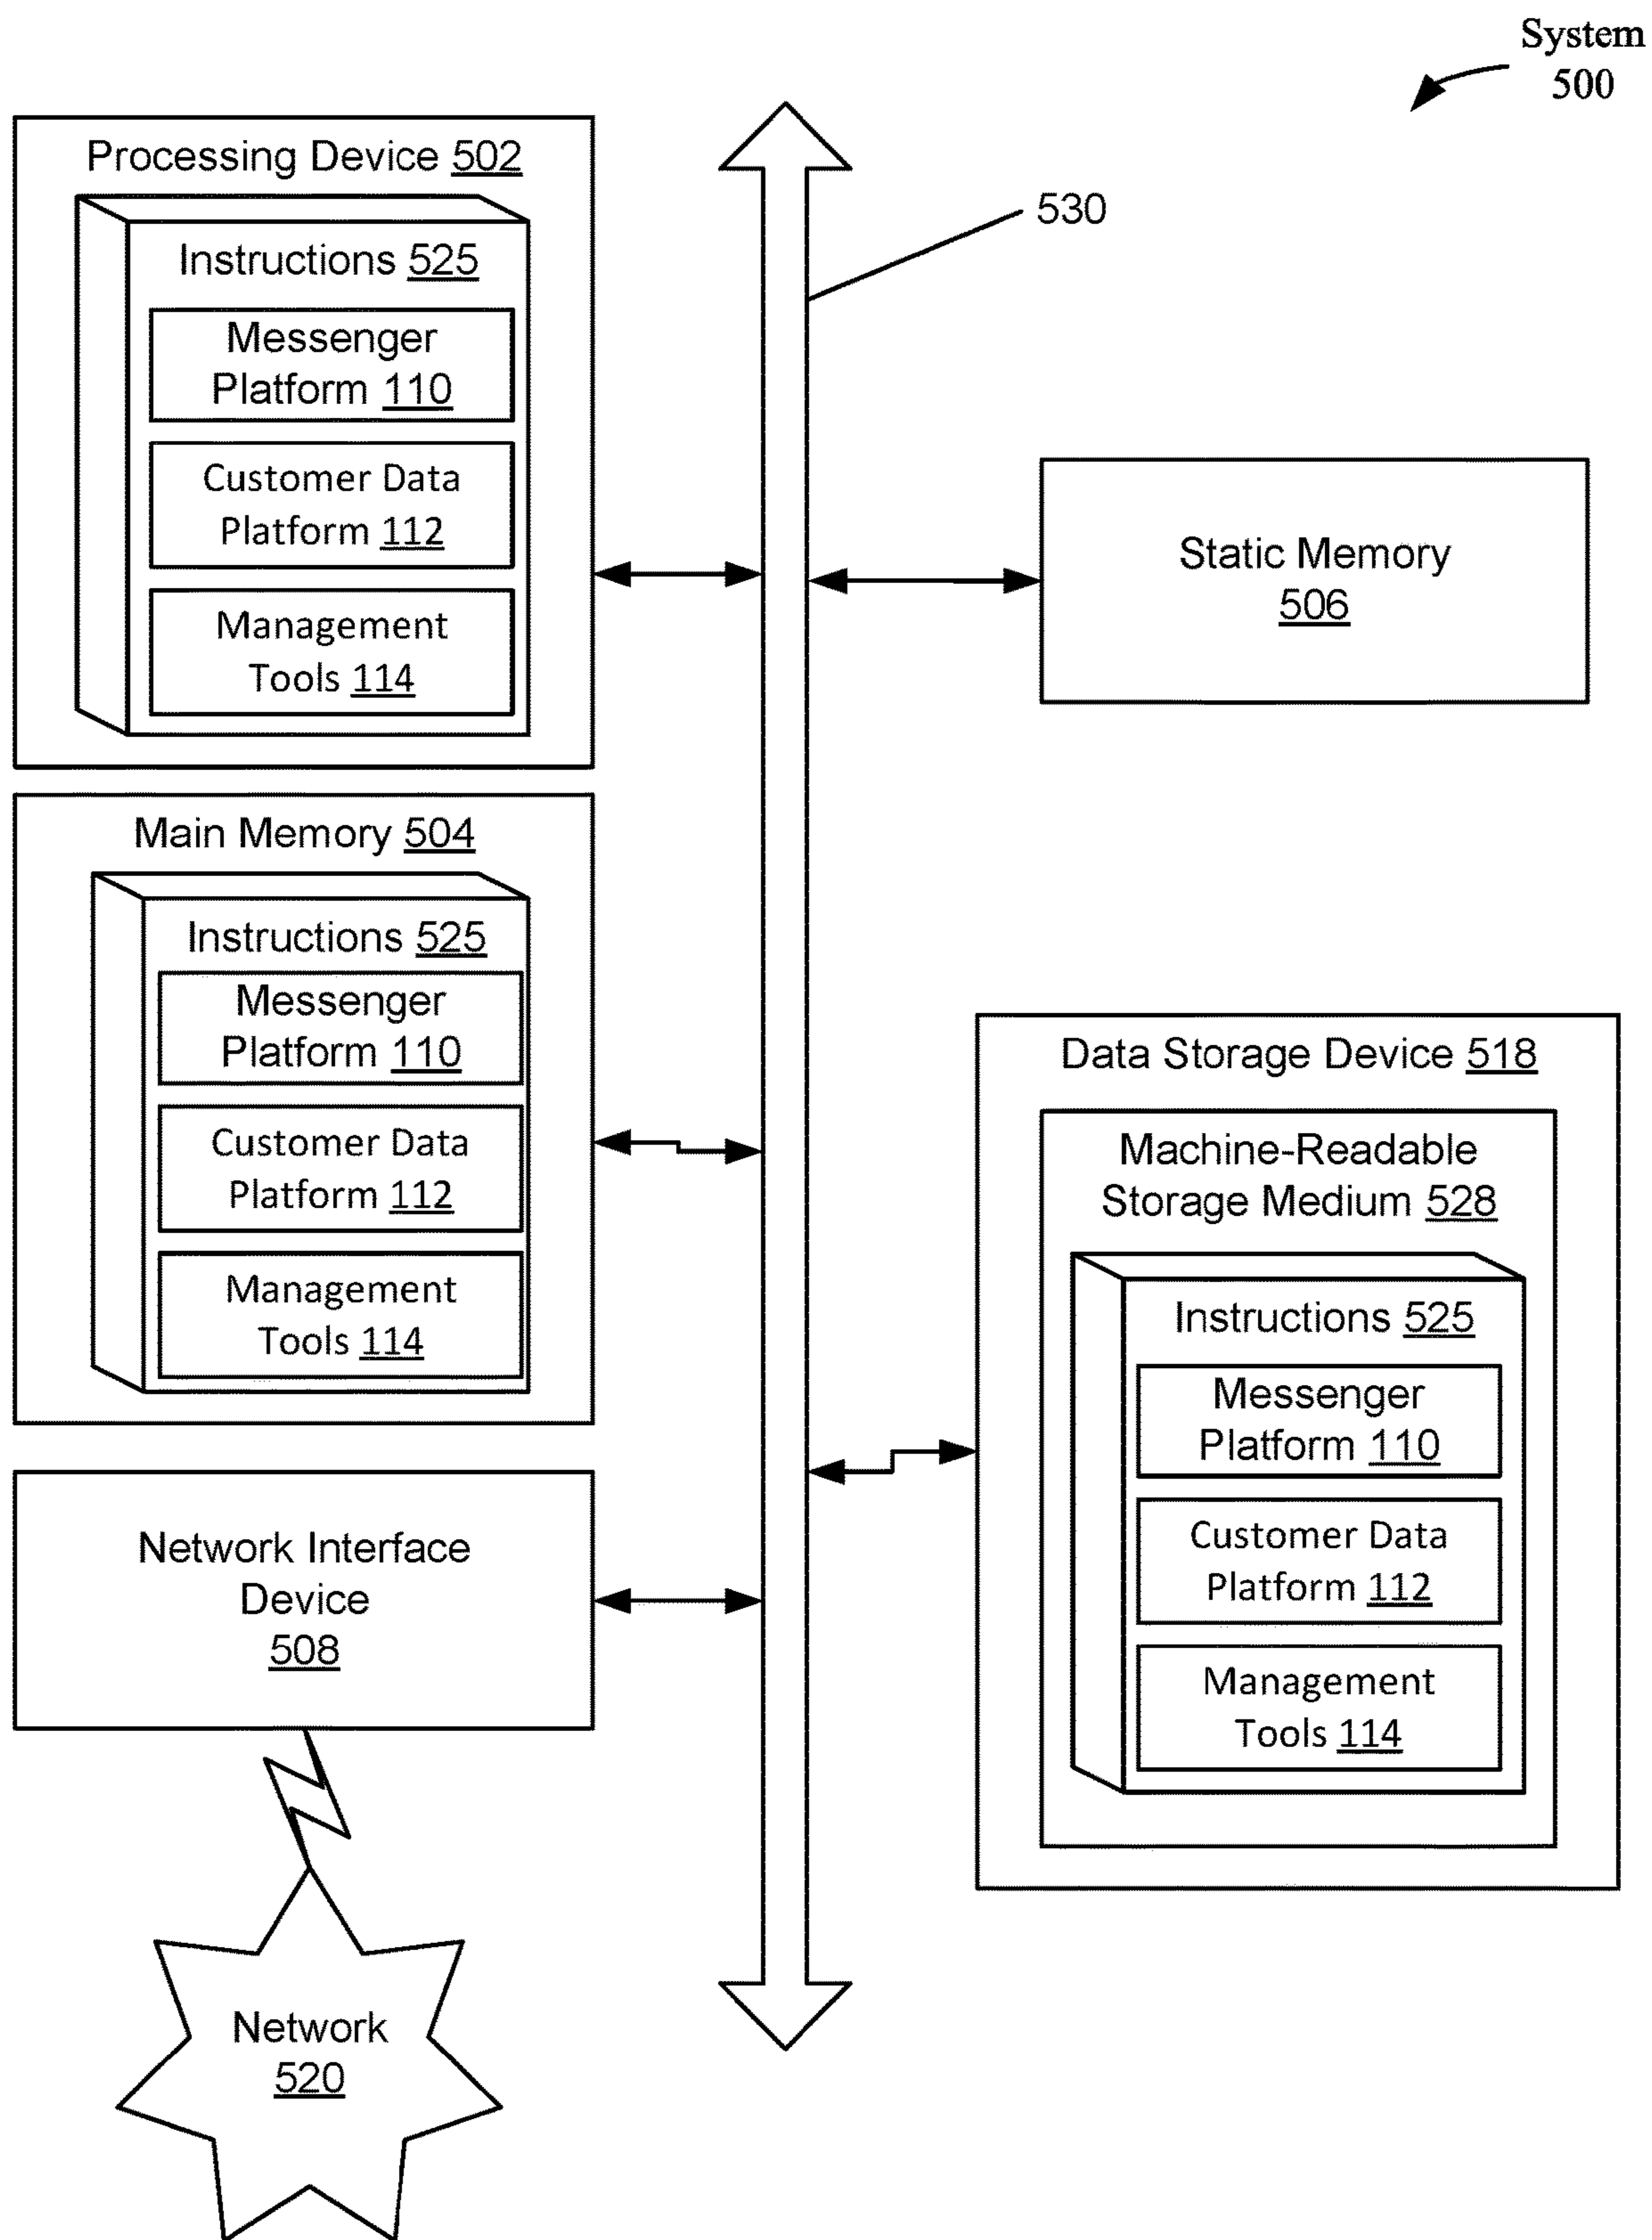 System
500
Processing Device 502
Instructions 525
Messenger
Platform 110
Customer Data
Platform 112
Management
Tools 114
530
Static Memory
506
Main Memory 504
Instructions 525
Messenger
Platform 110
Customer Data
Platform 112
Management
Tools 114
Data Storage Device 518
Machine-Readable
Storage Medium 528
Instructions 525
Messenger
Platform 110
Customer Data
Platform 112
Management
Tools 114
Network Interface
Device
508
Network
520